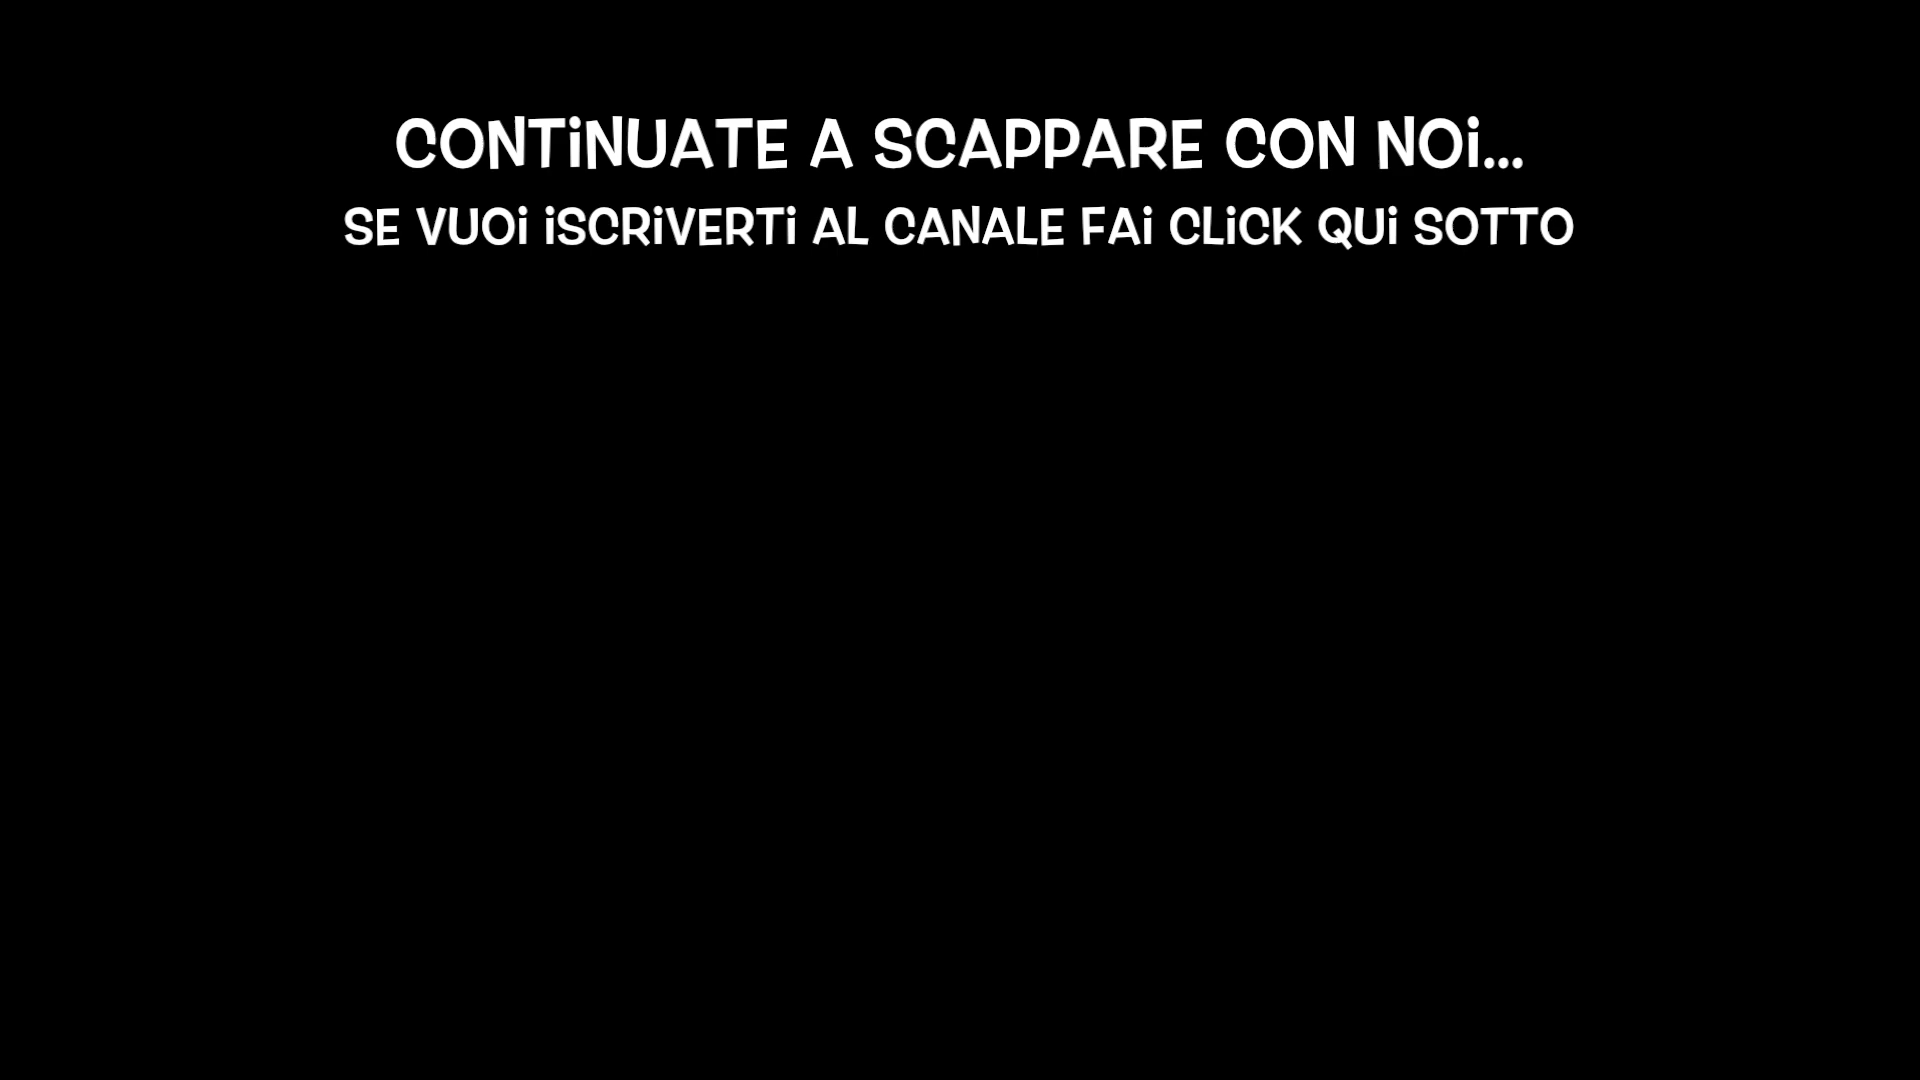 CONTiNUATE A SCAPPARE CON NOi...
SE VUOi iSCRiVERTi AL CANALE FAi CLiCK QUi SOTTO